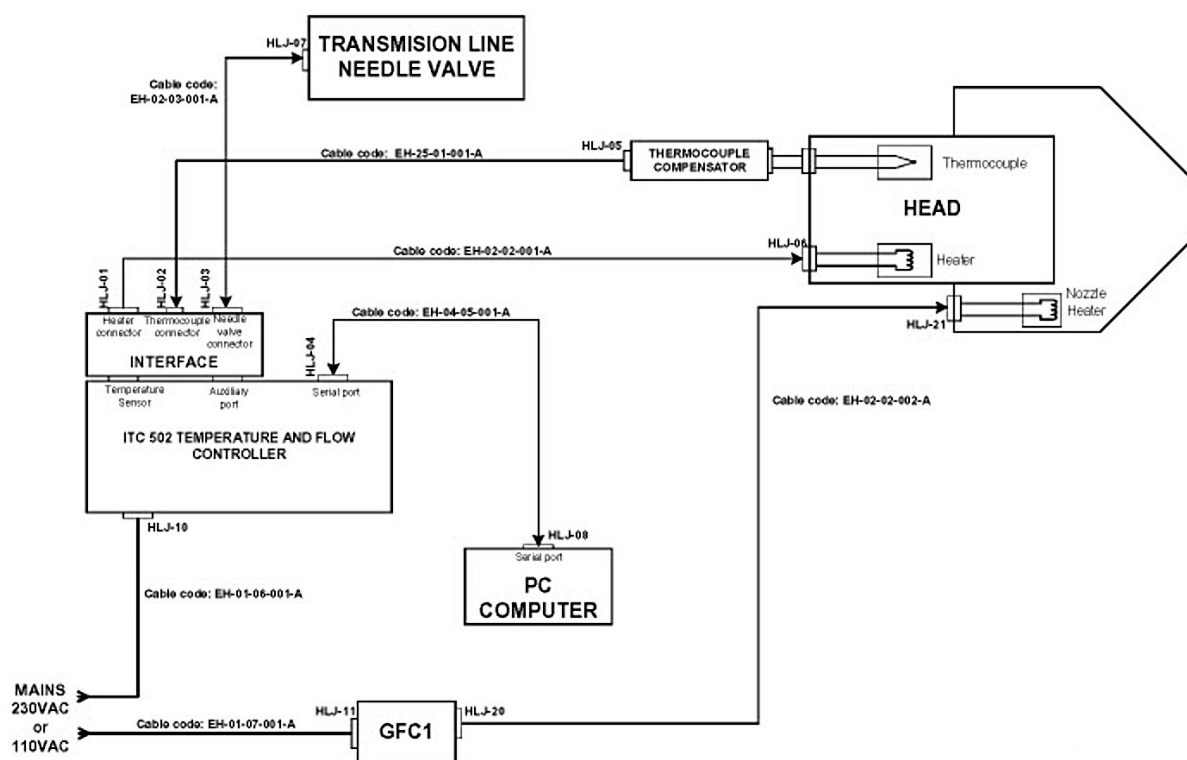 HLJ-07
TRANSMISION LINE
NEEDLE VALVE
Cable code:
EH-02-03-001-A
Cable code: EH-25-01-001-A
HLJ-05
THERMOCOUPLE
COMPENSATOR
Thermocouple
HEAD
Cable code: EH-02-02-001-A
HLJ-06
Heater
HLJ-01
HLJ-02
HLJ-03
Heater
connector
Thermocouple
connector
Needle
valve
connector
INTERFACE
Cable code: EH-04-05-001-A
HLJ-04
HLJ-21
Nozzle
Heater
Temperature
Sensor
Auxiliary
port
Serial port
ITC 502 TEMPERATURE AND FLOW
CONTROLLER
Cable code: EH-02-02-002-A
HLJ-10
HLJ-08
Serial port
PC
COMPUTER
Cable code: EH-01-06-001-A
MAINS
230VAC
or
110VAC
Cable code: EH-01-07-001-A
HLJ-11
GFC1
HLJ-20